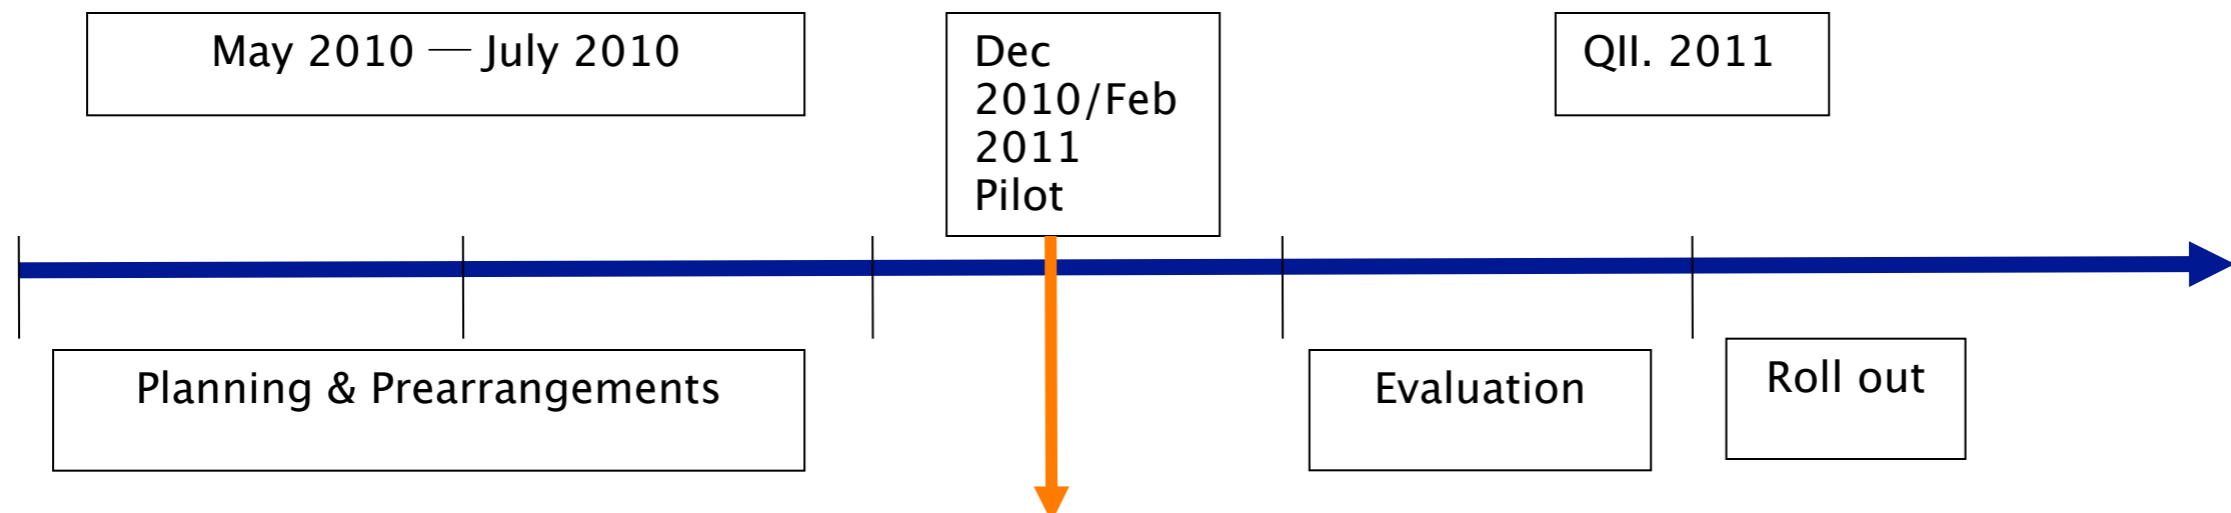 May 2010 — July 2010
Dec
2010/Feb
2011
Pilot
QII. 2011
Planning & Prearrangements
Evaluation
Roll out